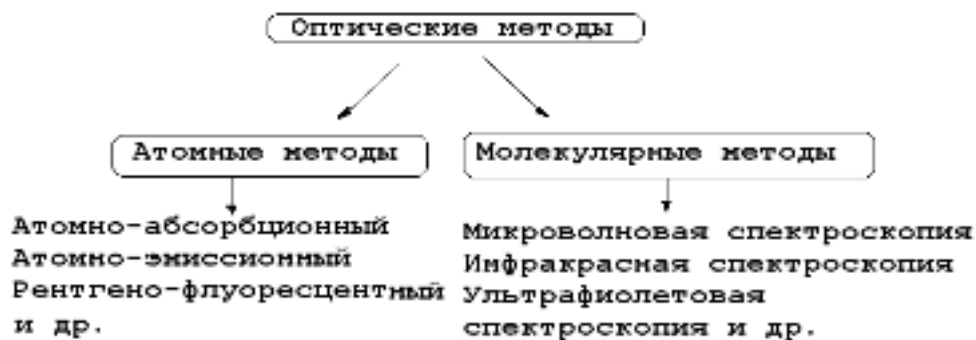 Оптические методы
Атомные методы
Атомно-абсорбционный
Атомно-эмиссионный
Рентгено-флуоресцентный
и др.
Молекулярные методы
Микроволновая спектроскопия
Инфракрасная спектроскопия
Ультрафиолетовая
спектроскопия и др.